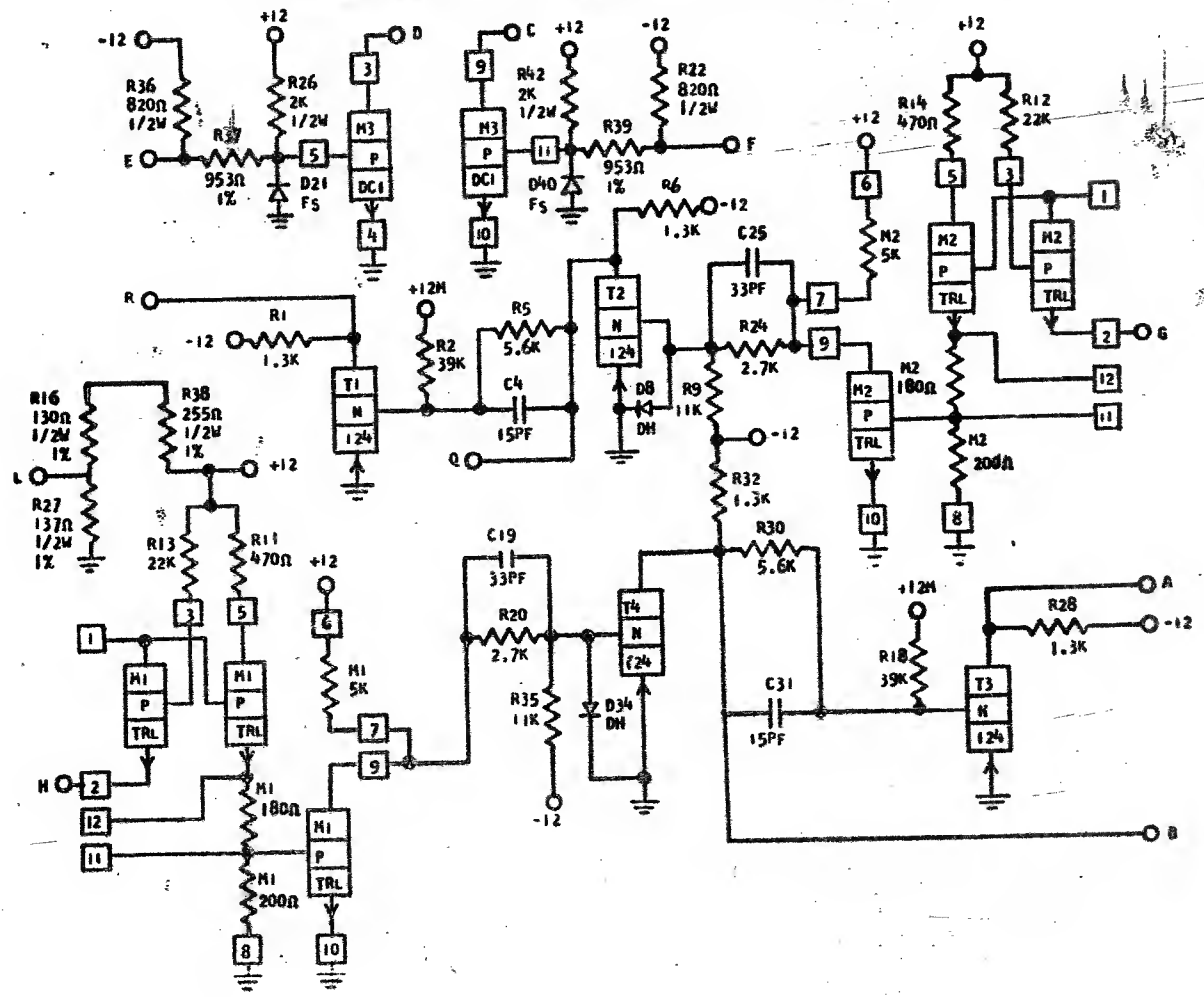 -12
+12
D
C
+12
-12
+12
R36
820Ω
1/2W
R26
2K
1/2W
3
9
R42
2K
1/2W
R22
820Ω
1/2W
R14
470Ω
R12
22K
E
R37
953Ω
1%
5
D21
FS
M3
P
DC1
4
M3
P
DC1
10
11
D40
FS
R39
953Ω
1%
F
+12
6
5
3
1
R6
1.3K
-12
M2
5K
M2
P
TRL
M2
P
TRL
C25
33PF
7
R
+12M
R5
5.6K
T2
N
124
R24
2.7K
9
2
G
R1
-12
1.3K
R2
39K
T1
N
124
C4
15PF
D8
DH
R9
11K
M2
P
TRL
M2
180Ω
12
11
R16
130Ω
1/2W
1%
R38
255Ω
1/2W
1%
L
+12
Q
-12
M2
200Ω
R27
137Ω
1/2W
1%
R32
1.3K
10
8
R13
22K
R11
470Ω
C19
33PF
R30
5.6K
3
5
+12
6
R20
2.7K
T4
N
124
+12M
A
R28
1.3K
-12
1
M1
5K
R18
39K
M1
P
TRL
M1
P
TRL
R35
11K
D34
DH
C31
15PF
T3
N
124
7
9
H
2
12
11
M1
180Ω
M1
P
TRL
-12
B
M1
200Ω
8
10